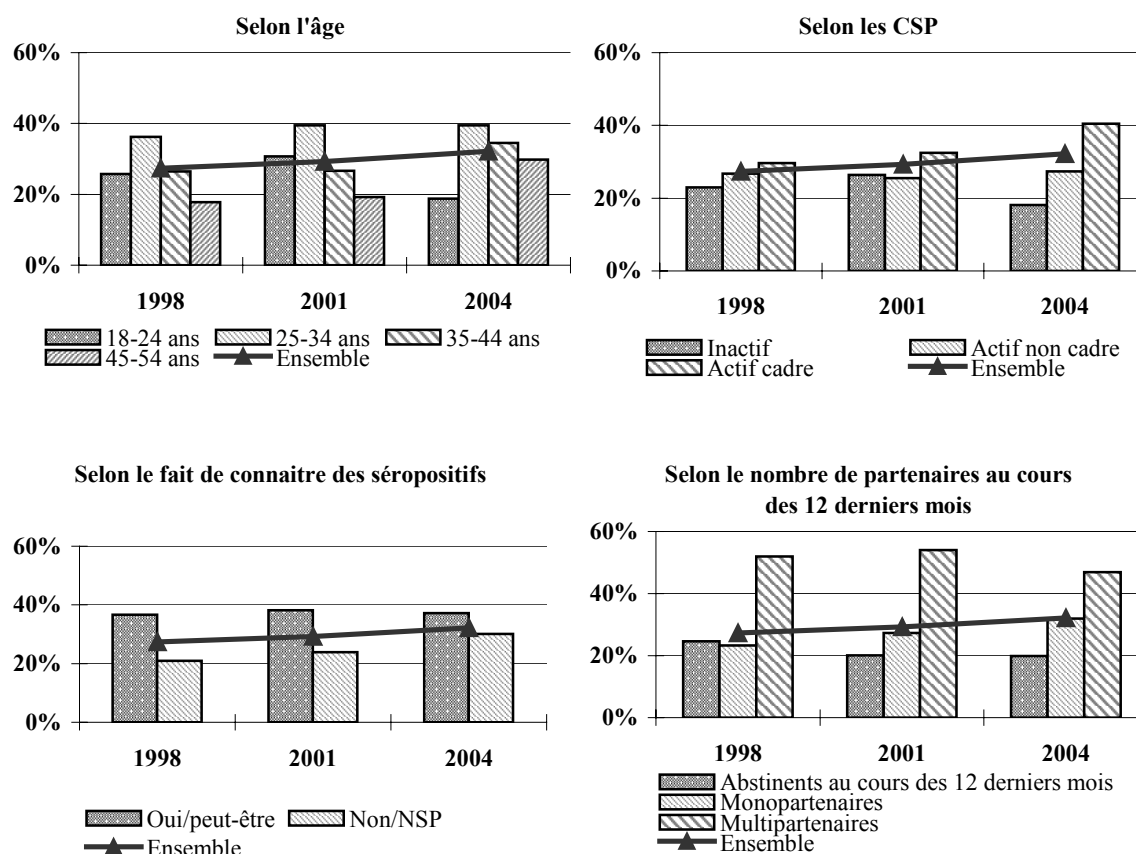 Selon l'âge
60%
40%
20%
0%
1998 2001 2004
18-24 ans 25-34 ans 35-44 ans
45-54 ans Ensemble
Selon les CSP
60%
40%
20%
0%
1998 2001 2004
Inactif Actif non cadre
Actif cadre Ensemble
Selon le fait de connaitre des séropositifs
60%
40%
20%
0%
1998 2001 2004
Oui/peut-être Non/NSP
Ensemble
Selon le nombre de partenaires au cours
des 12 derniers mois
60%
40%
20%
0%
1998 2001 2004
Abstinents au cours des 12 derniers mois
Monopartenaires
Multipartenaires
Ensemble